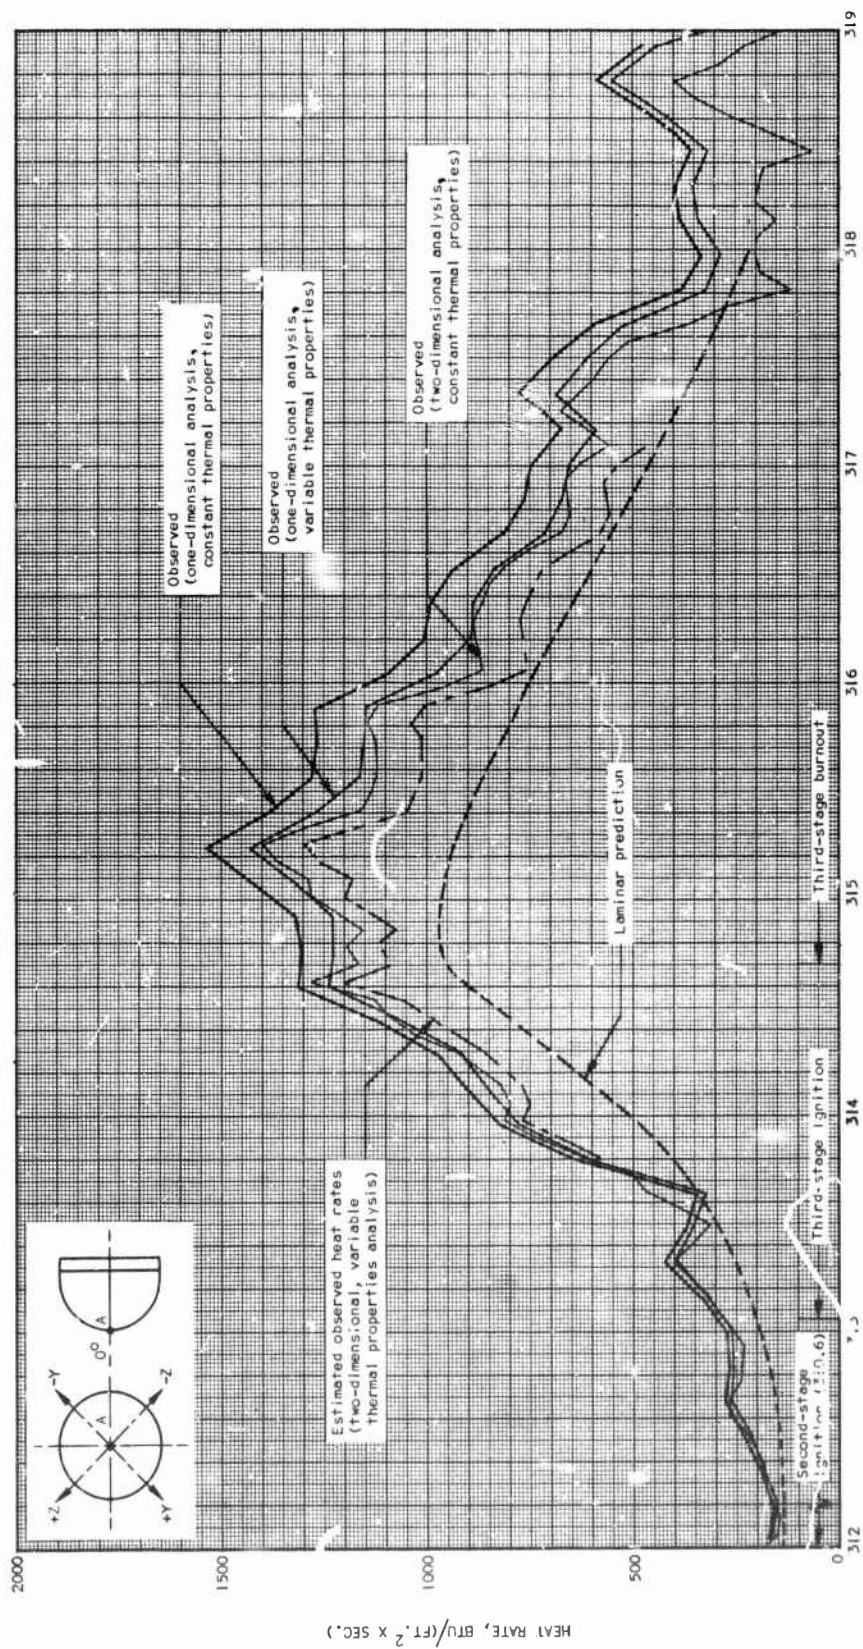 HEAT RATE, BTU/(FT.² X SEC.)
2000
1500
1000
500
0
+Z
-Y
A
+Y
-Z
0°
A
Observed
(one-dimensional analysis,
constant thermal properties)
Observed
(one-dimensional analysis,
variable thermal properties)
Observed
(two-dimensional analysis,
constant thermal properties)
Estimated observed heat rates
(two-dimensional, variable
thermal properties analysis)
Laminar prediction
Second-stage
ignition (310.6)
Third-stage ignition
Third-stage burnout
312
314
315
316
317
318
319